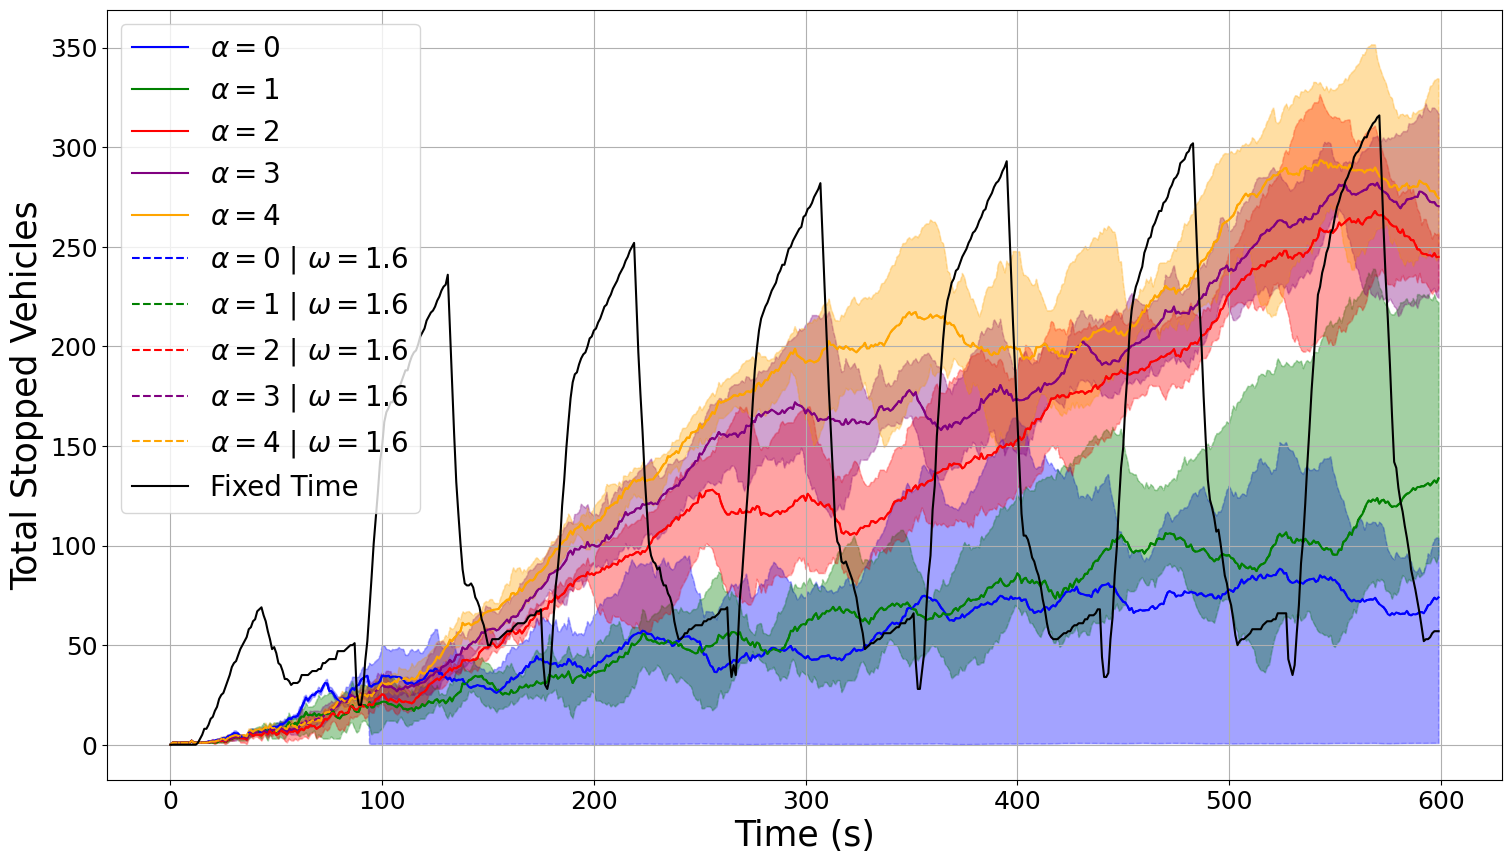 Total Stopped Vehicles
350
300
250
200
150
100
50
0
α = 0
α = 1
α = 2
α = 3
α = 4
α = 0 | ω = 1.6
α = 1 | ω = 1.6
α = 2 | ω = 1.6
α = 3 | ω = 1.6
α = 4 | ω = 1.6
Fixed Time
0 100 200 300 400 500 600
Time (s)